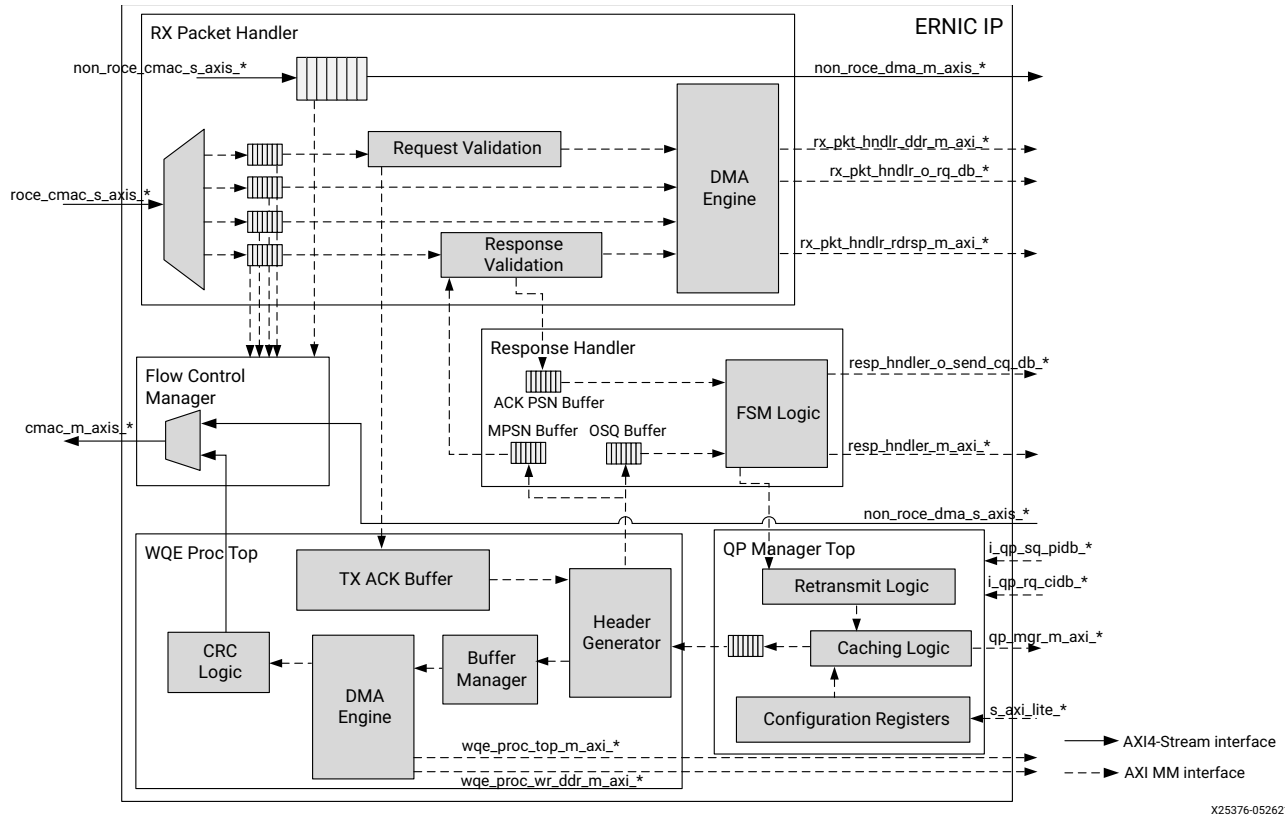 ERNIC IP
RX Packet Handler
non_roce_cmac_s_axis_*
non_roce_dma_m_axis_*
Request Validation
rx_pkt_hndlr_ddr_m_axi_*
rx_pkt_hndlr_o_rq_db_*
DMA
Engine
roce_cmac_s_axis_*
Response
Validation
rx_pkt_hndlr_rdrsp_m_axi_*
Response Handler
resp_hndler_o_send_cq_db_*
Flow Control
Manager
ACK PSN Buffer
FSM Logic
cmac_m_axis_*
MPSN Buffer
OSQ Buffer
resp_hndler_m_axi_*
non_roce_dma_s_axis_*
WQE Proc Top
QP Manager Top
i_qp_sq_pidb_*
TX ACK Buffer
Retransmit Logic
i_qp_rq_cidb_*
Header
Generator
qp_mgr_m_axi_*
CRC
Logic
Buffer
Manager
Caching Logic
DMA
Engine
Configuration Registers
s_axi_lite_*
wqe_proc_top_m_axi_*
wqe_proc_wr_ddr_m_axi_*
AXI4-Stream interface
AXI MM interface